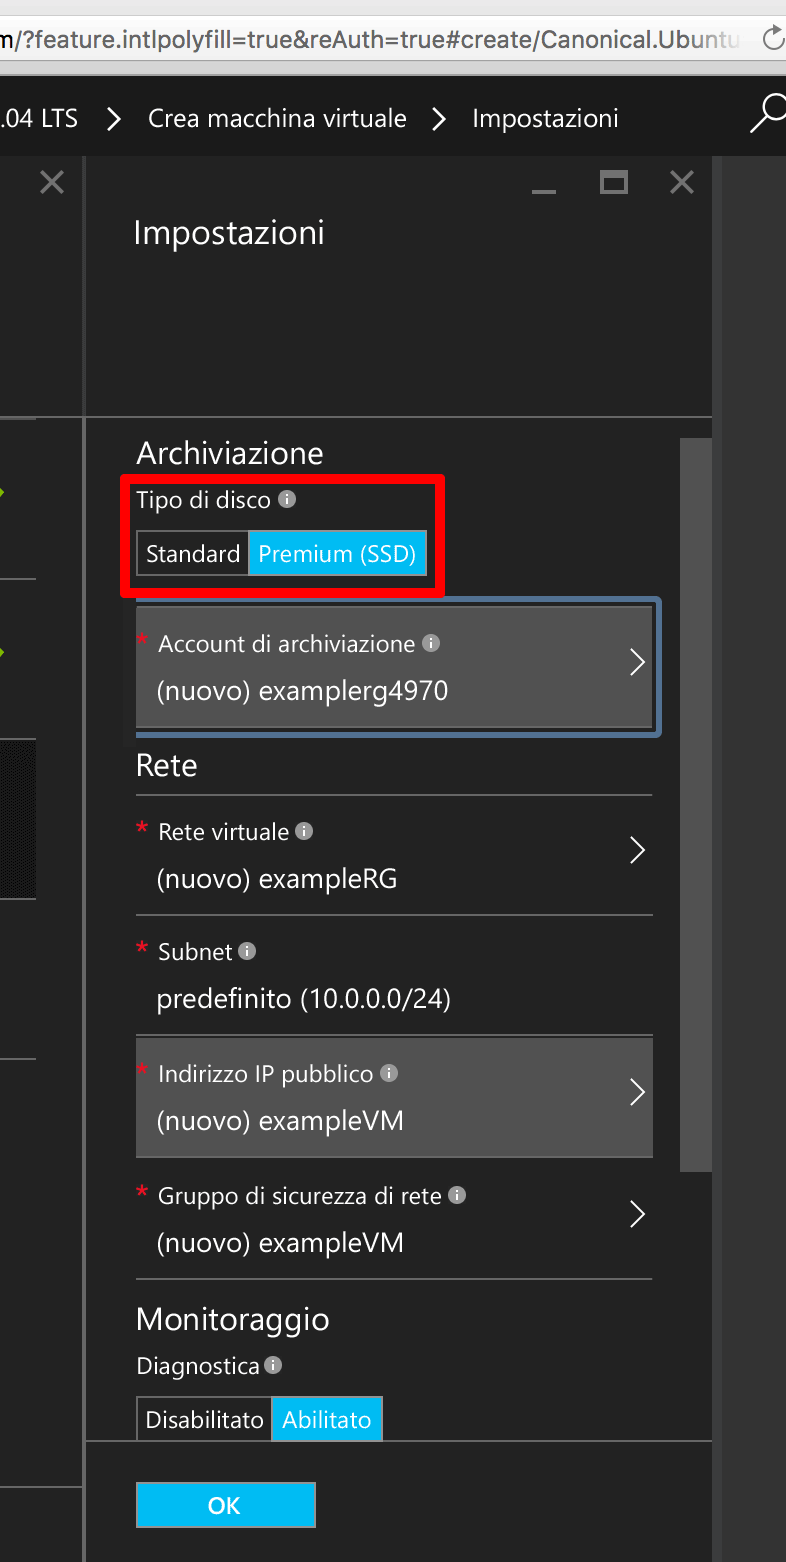 m/?feature.intlpolyfill=true&reAuth=true#create/Canonical.Ubuntu
.04 LTS > Crea macchina virtuale > Impostazioni
Impostazioni
Archiviazione
Tipo di disco
Standard Premium (SSD)
* Account di archiviazione
(nuovo) examplerg4970
Rete
* Rete virtuale
(nuovo) exampleRG
* Subnet
predefinito (10.0.0.0/24)
* Indirizzo IP pubblico
(nuovo) exampleVM
* Gruppo di sicurezza di rete
(nuovo) exampleVM
Monitoraggio
Diagnostica
Disabilitato Abilitato
OK